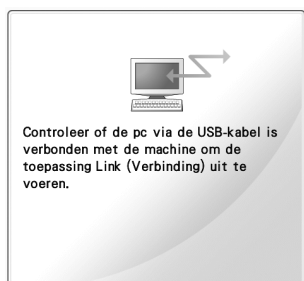 Controleer of de pc via de USB-kabel is
verbonden met de machine om de
toepassing Link (Verbinding) uit te
voeren.